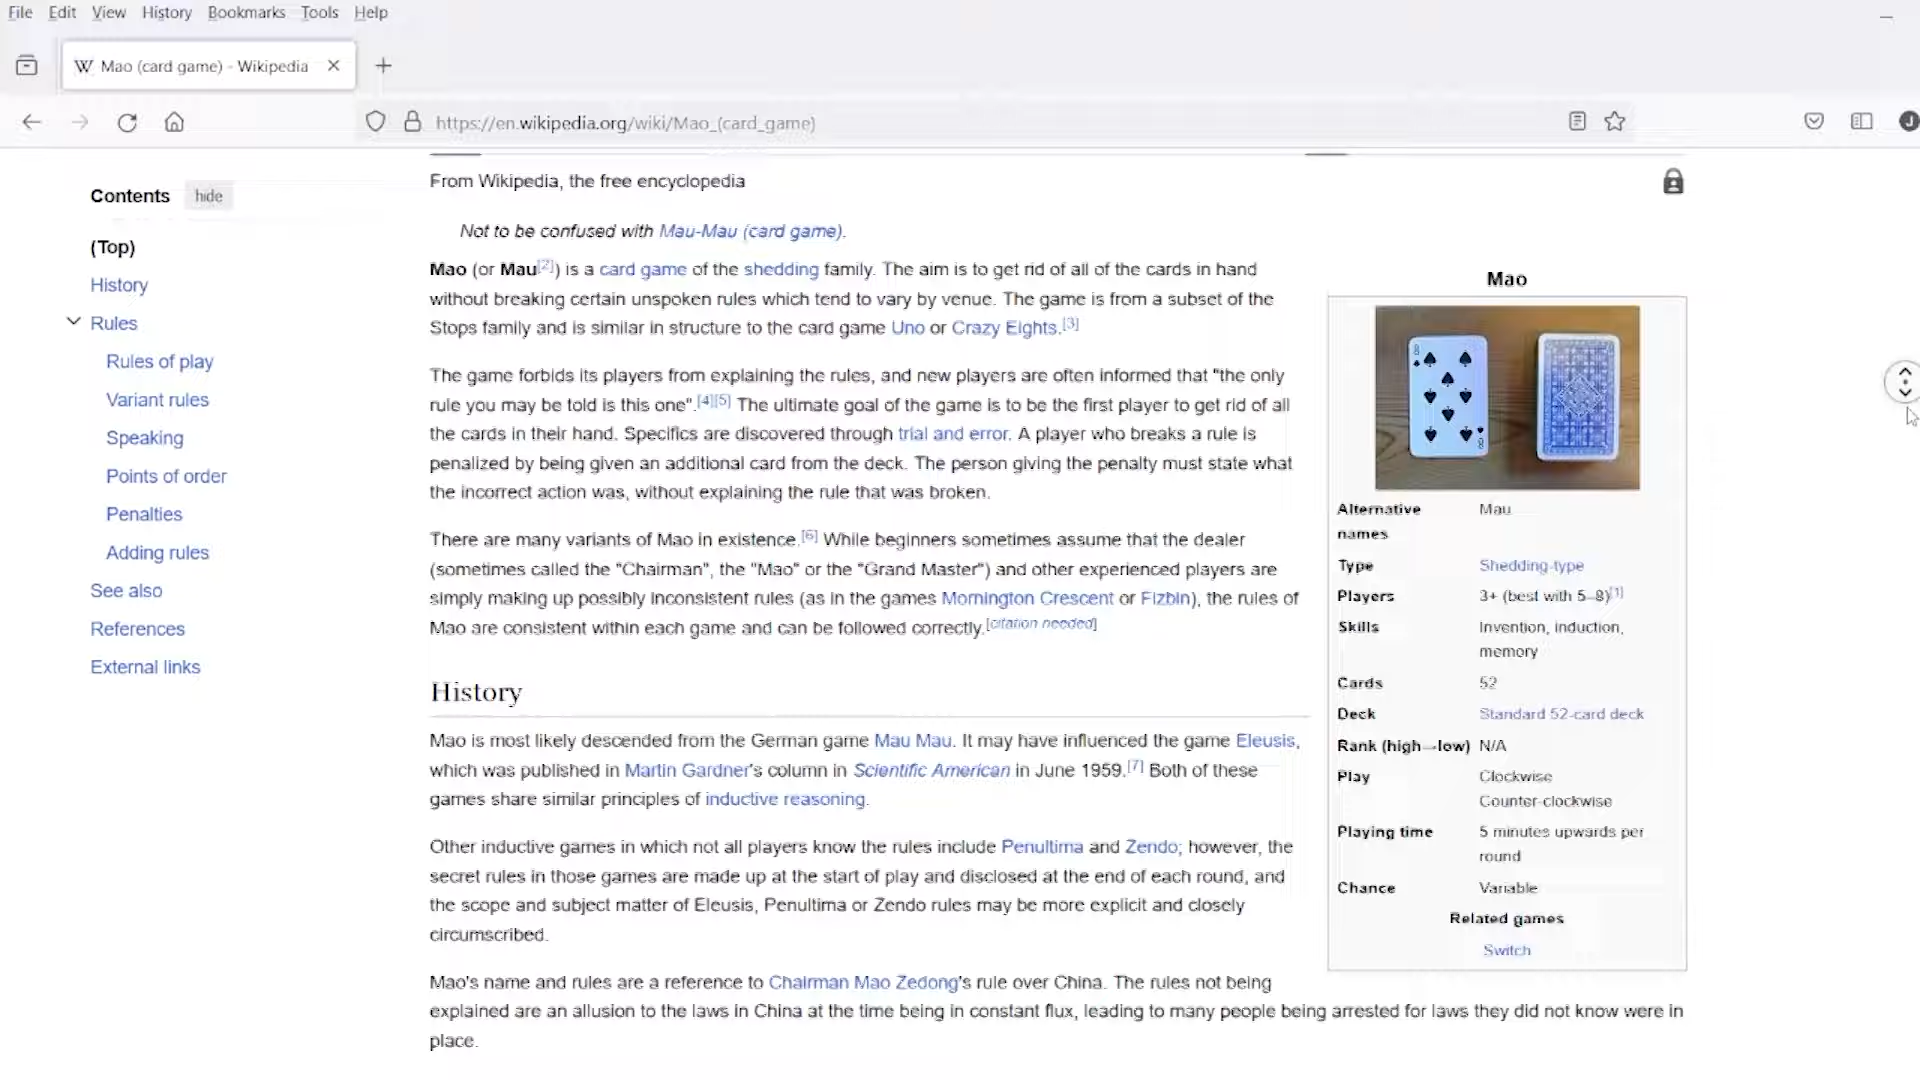 File Edit View History Bookmarks Tools Help
Mao (card game) - Wikipedia
https://en.wikipedia.org/wiki/Mao_(card_game)
J
Contents hide
(Top)
History
Rules
Rules of play
Variant rules
Speaking
Points of order
Penalties
Adding rules
See also
References
External links
From Wikipedia, the free encyclopedia
Not to be confused with Mau-Mau (card game).
Mao (or Mau[2]) is a card game of the shedding family. The aim is to get rid of all of the cards in hand
without breaking certain unspoken rules which tend to vary by venue. The game is from a subset of the
Stops family and is similar in structure to the card game Uno or Crazy Eights.[3]
The game forbids its players from explaining the rules, and new players are often informed that "the only
rule you may be told is this one".[4][5] The ultimate goal of the game is to be the first player to get rid of all
the cards in their hand. Specifics are discovered through trial and error. A player who breaks a rule is
penalized by being given an additional card from the deck. The person giving the penalty must state what
the incorrect action was, without explaining the rule that was broken.
There are many variants of Mao in existence.[6] While beginners sometimes assume that the dealer
(sometimes called the "Chairman", the "Mao" or the "Grand Master") and other experienced players are
simply making up possibly inconsistent rules (as in the games Mornington Crescent or Fizbin), the rules of
Mao are consistent within each game and can be followed correctly.[citation needed]
History
Mao is most likely descended from the German game Mau Mau. It may have influenced the game Eleusis,
which was published in Martin Gardner's column in Scientific American in June 1959.[7] Both of these
games share similar principles of inductive reasoning.
Other inductive games in which not all players know the rules include Penultima and Zendo; however, the
secret rules in those games are made up at the start of play and disclosed at the end of each round, and
the scope and subject matter of Eleusis, Penultima or Zendo rules may be more explicit and closely
circumscribed.
Mao's name and rules are a reference to Chairman Mao Zedong's rule over China. The rules not being
explained are an allusion to the laws in China at the time being in constant flux, leading to many people being arrested for laws they did not know were in
place.
Mao
8
8
Alternative names Mau
Type Shedding-type
Players 3+ (best with 5–8)[1]
Skills Invention, induction,
memory
Cards 52
Deck Standard 52-card deck
Rank (high→low) N/A
Play Clockwise
Counter-clockwise
Playing time 5 minutes upwards per
round
Chance Variable
Related games
Switch